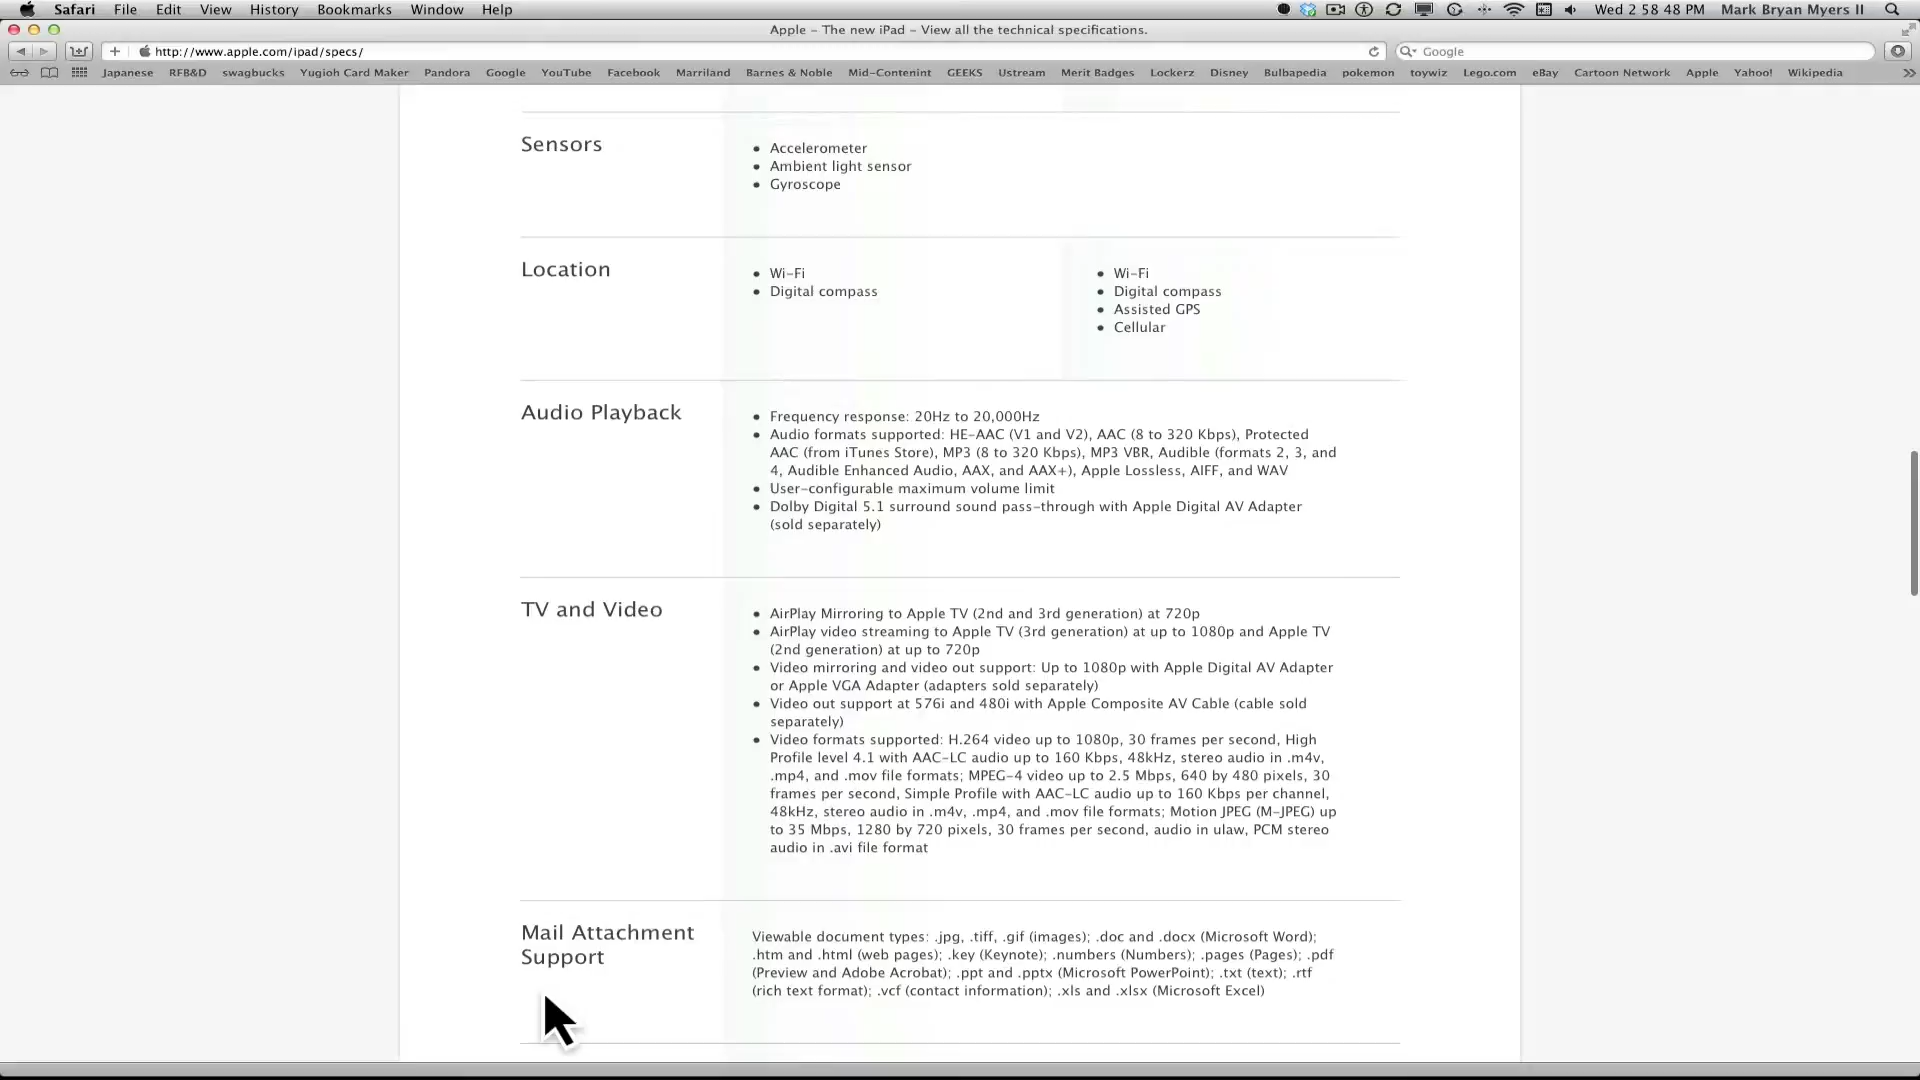 Safari File Edit View History Bookmarks Window Help Wed 2 58 48 PM Mark Bryan Myers II
Apple – The new iPad – View all the technical specifications.
http://www.apple.com/ipad/specs/ Google
Japanese RFB&D swagbucks Yugioh Card Maker Pandora Google YouTube Facebook Marriland Barnes & Noble Mid-Contenint GEEKS Ustream Merit Badges Lockerz Disney Bulbapedia pokemon toywiz Lego.com eBay Cartoon Network Apple Yahoo! Wikipedia
Sensors
• Accelerometer
• Ambient light sensor
• Gyroscope
Location
• Wi-Fi
• Digital compass
• Wi-Fi
• Digital compass
• Assisted GPS
• Cellular
Audio Playback
• Frequency response: 20Hz to 20,000Hz
• Audio formats supported: HE-AAC (V1 and V2), AAC (8 to 320 Kbps), Protected
AAC (from iTunes Store), MP3 (8 to 320 Kbps), MP3 VBR, Audible (formats 2, 3, and
4, Audible Enhanced Audio, AAX, and AAX+), Apple Lossless, AIFF, and WAV
• User-configurable maximum volume limit
• Dolby Digital 5.1 surround sound pass-through with Apple Digital AV Adapter
(sold separately)
TV and Video
• AirPlay Mirroring to Apple TV (2nd and 3rd generation) at 720p
• AirPlay video streaming to Apple TV (3rd generation) at up to 1080p and Apple TV
(2nd generation) at up to 720p
• Video mirroring and video out support: Up to 1080p with Apple Digital AV Adapter
or Apple VGA Adapter (adapters sold separately)
• Video out support at 576i and 480i with Apple Composite AV Cable (cable sold
separately)
• Video formats supported: H.264 video up to 1080p, 30 frames per second, High
Profile level 4.1 with AAC-LC audio up to 160 Kbps, 48kHz, stereo audio in .m4v,
.mp4, and .mov file formats; MPEG-4 video up to 2.5 Mbps, 640 by 480 pixels, 30
frames per second, Simple Profile with AAC-LC audio up to 160 Kbps per channel,
48kHz, stereo audio in .m4v, .mp4, and .mov file formats; Motion JPEG (M-JPEG) up
to 35 Mbps, 1280 by 720 pixels, 30 frames per second, audio in ulaw, PCM stereo
audio in .avi file format
Mail Attachment
Support
Viewable document types: .jpg, .tiff, .gif (images); .doc and .docx (Microsoft Word);
.htm and .html (web pages); .key (Keynote); .numbers (Numbers); .pages (Pages); .pdf
(Preview and Adobe Acrobat); .ppt and .pptx (Microsoft PowerPoint); .txt (text); .rtf
(rich text format); .vcf (contact information); .xls and .xlsx (Microsoft Excel)